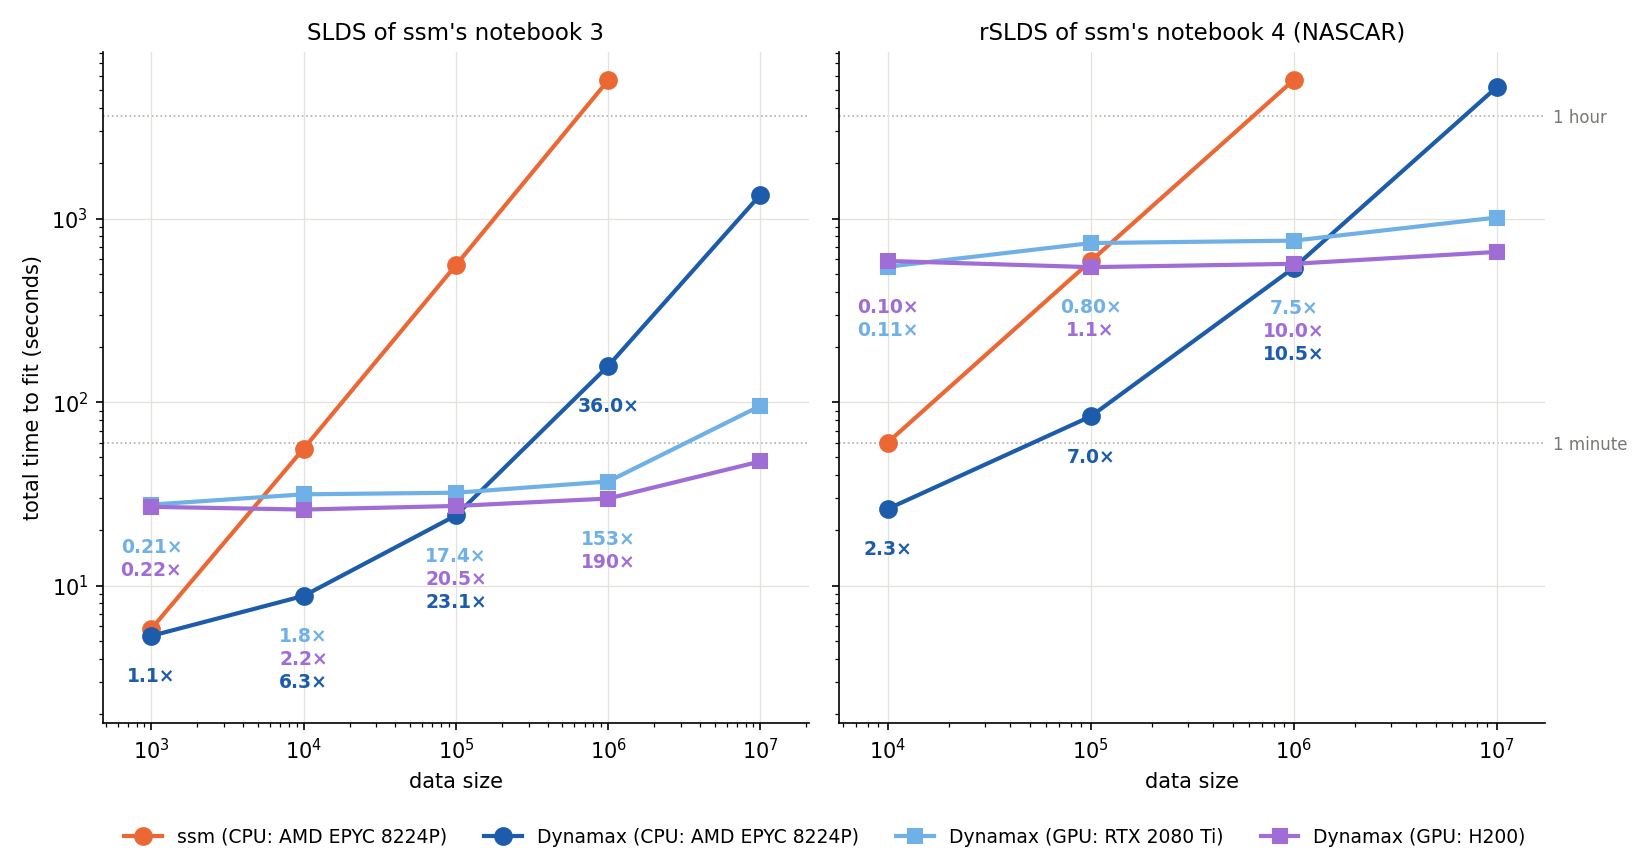 SLDS of ssm's notebook 3
rSLDS of ssm's notebook 4 (NASCAR)
total time to fit (seconds)
10³
10²
10¹
1 hour
1 minute
0.21×
0.22×
1.1×
1.8×
2.2×
6.3×
17.4×
20.5×
23.1×
36.0×
153×
190×
0.10×
0.11×
2.3×
0.80×
1.1×
7.0×
7.5×
10.0×
10.5×
10³ 10⁴ 10⁵ 10⁶ 10⁷
data size
10⁴ 10⁵ 10⁶ 10⁷
data size
ssm (CPU: AMD EPYC 8224P)
Dynamax (CPU: AMD EPYC 8224P)
Dynamax (GPU: RTX 2080 Ti)
Dynamax (GPU: H200)